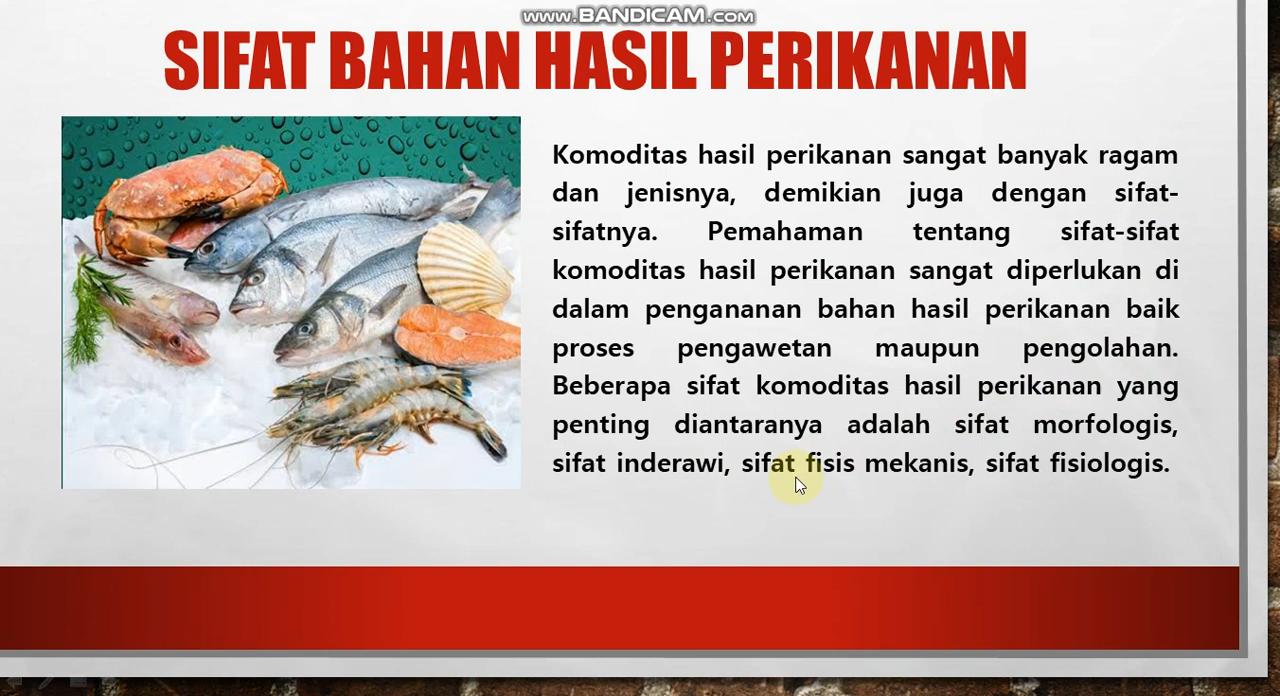 www.BANDICAM.com
SIFAT BAHAN HASIL PERIKANAN
Komoditas hasil perikanan sangat banyak ragam
dan jenisnya, demikian juga dengan sifat-
sifatnya. Pemahaman tentang sifat-sifat
komoditas hasil perikanan sangat diperlukan di
dalam pengananan bahan hasil perikanan baik
proses pengawetan maupun pengolahan.
Beberapa sifat komoditas hasil perikanan yang
penting diantaranya adalah sifat morfologis,
sifat inderawi, sifat fisis mekanis, sifat fisiologis.